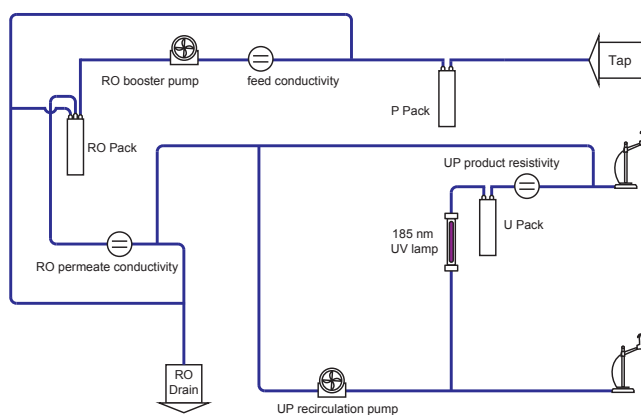 Tap
RO booster pump
feed conductivity
P Pack
RO Pack
UP product resistivity
185 nm
UV lamp
U Pack
RO permeate conductivity
RO
Drain
UP recirculation pump